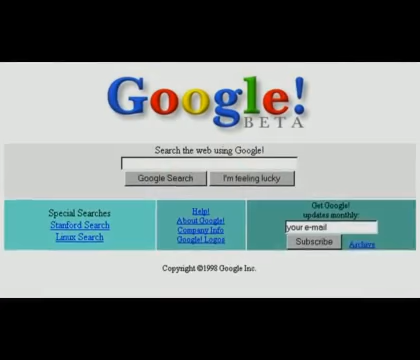 Google!
BETA
Search the web using Google!
Google Search
I'm feeling lucky
Special Searches
Stanford Search
Linux Search
Help!
About Google!
Company Info
Google! Logos
Get Google!
updates monthly:
your e-mail
Subscribe
Archive
Copyright ©1998 Google Inc.